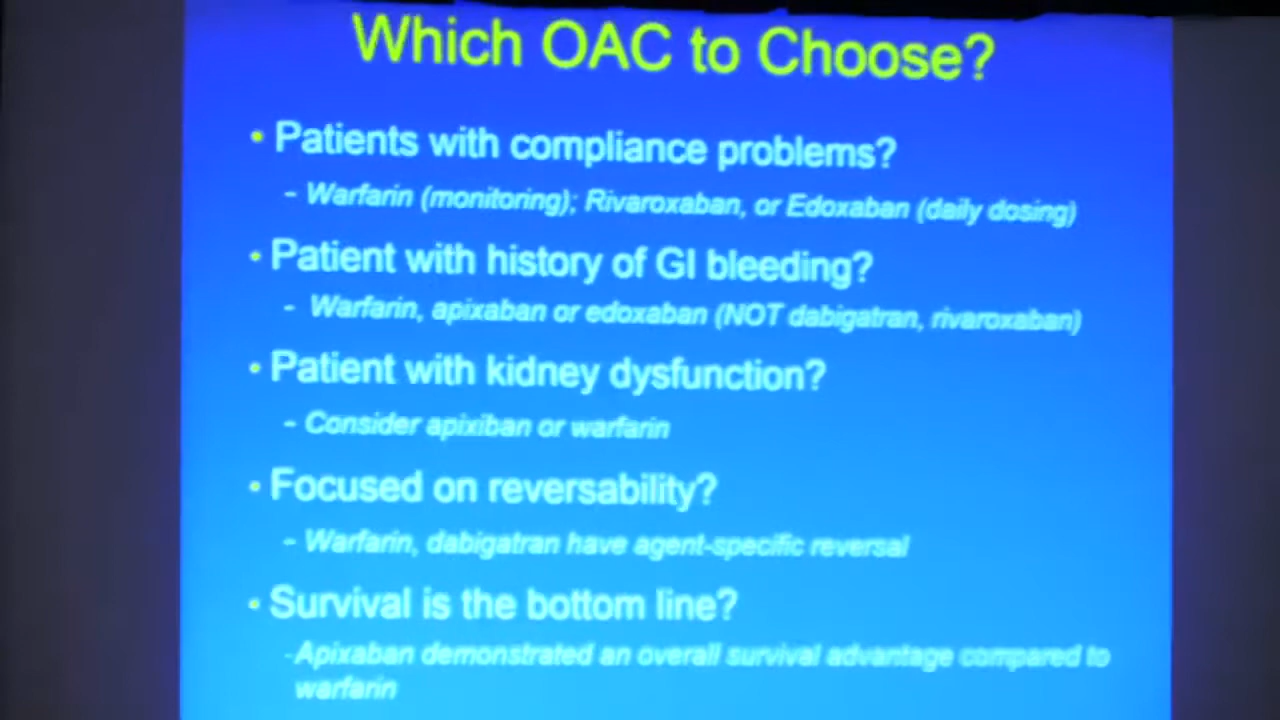 Which OAC to Choose?
• Patients with compliance problems?
– Warfarin (monitoring); Rivaroxaban, or Edoxaban (daily dosing)
• Patient with history of GI bleeding?
– Warfarin, apixaban or edoxaban (NOT dabigatran, rivaroxaban)
• Patient with kidney dysfunction?
– Consider apixiban or warfarin
• Focused on reversability?
– Warfarin, dabigatran have agent-specific reversal
• Survival is the bottom line?
-Apixaban demonstrated an overall survival advantage compared to
warfarin